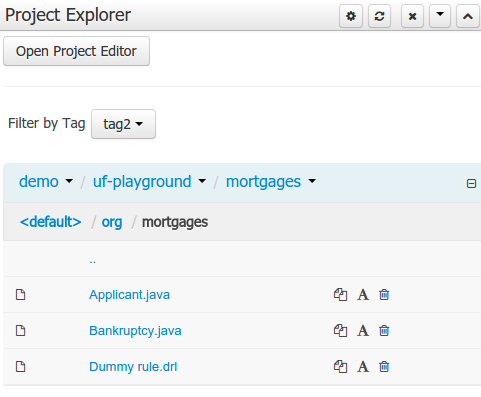 Project Explorer
Open Project Editor
Filter by Tag tag2
demo / uf-playground / mortgages
<default> / org / mortgages
..
Applicant.java A
Bankruptcy.java A
Dummy rule.drl A